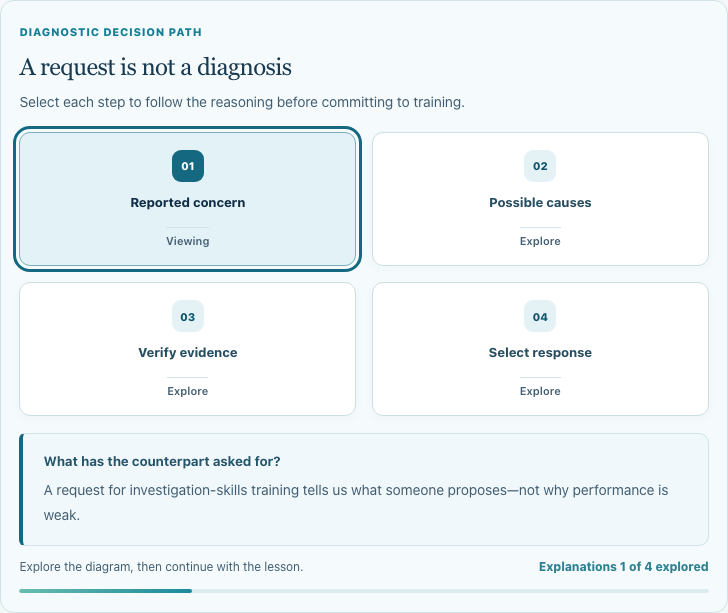 DIAGNOSTIC DECISION PATH
A request is not a diagnosis
Select each step to follow the reasoning before committing to training.
01
Reported concern
Viewing
02
Possible causes
Explore
03
Verify evidence
Explore
04
Select response
Explore
What has the counterpart asked for?
A request for investigation-skills training tells us what someone proposes—not why performance is
weak.
Explore the diagram, then continue with the lesson.
Explanations 1 of 4 explored